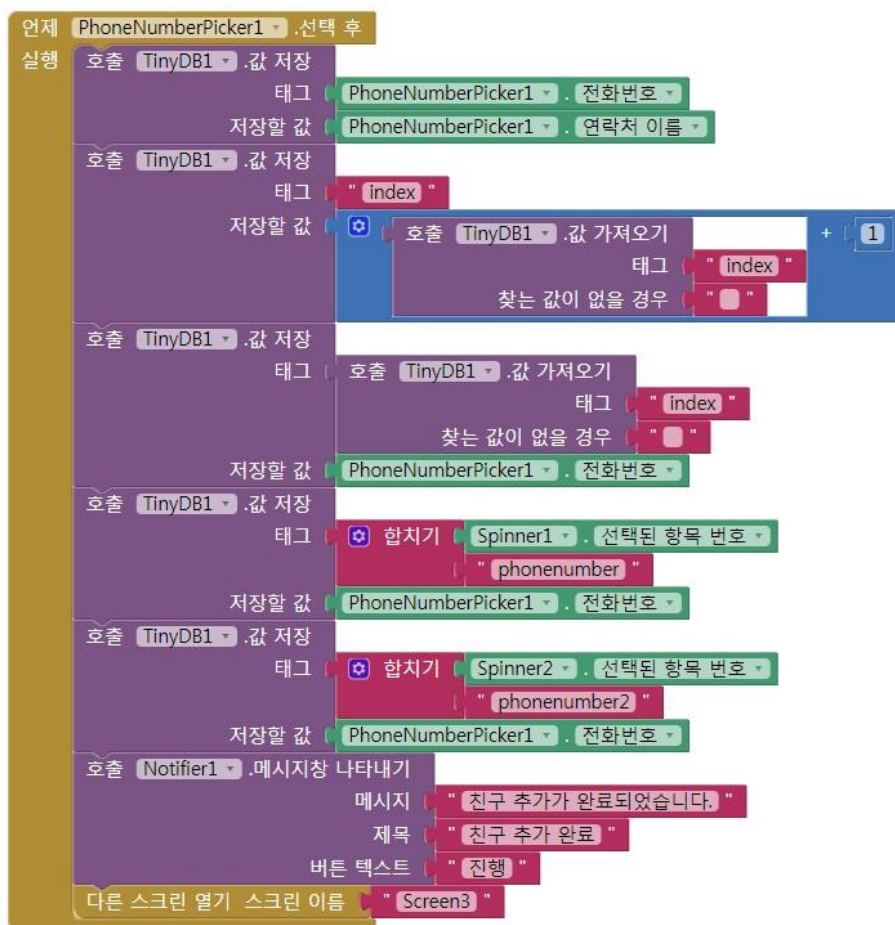 언제 PhoneNumberPicker1 .선택 후
실행 호출 TinyDB1 .값 저장
태그 PhoneNumberPicker1 . 전화번호
저장할 값 PhoneNumberPicker1 . 연락처 이름
호출 TinyDB1 .값 저장
태그 " index "
저장할 값 호출 TinyDB1 .값 가져오기 + 1
태그 " index "
찾는 값이 없을 경우 " "
호출 TinyDB1 .값 저장
태그 호출 TinyDB1 .값 가져오기
태그 " index "
찾는 값이 없을 경우 " "
저장할 값 PhoneNumberPicker1 . 전화번호
호출 TinyDB1 .값 저장
태그 합치기 Spinner1 . 선택된 항목 번호
" phonenumber "
저장할 값 PhoneNumberPicker1 . 전화번호
호출 TinyDB1 .값 저장
태그 합치기 Spinner2 . 선택된 항목 번호
" phonenumber2 "
저장할 값 PhoneNumberPicker1 . 전화번호
호출 Notifier1 .메시지창 나타내기
메시지 " 친구 추가가 완료되었습니다. "
제목 " 친구 추가 완료 "
버튼 텍스트 " 진행 "
다른 스크린 열기 스크린 이름 " Screen3 "